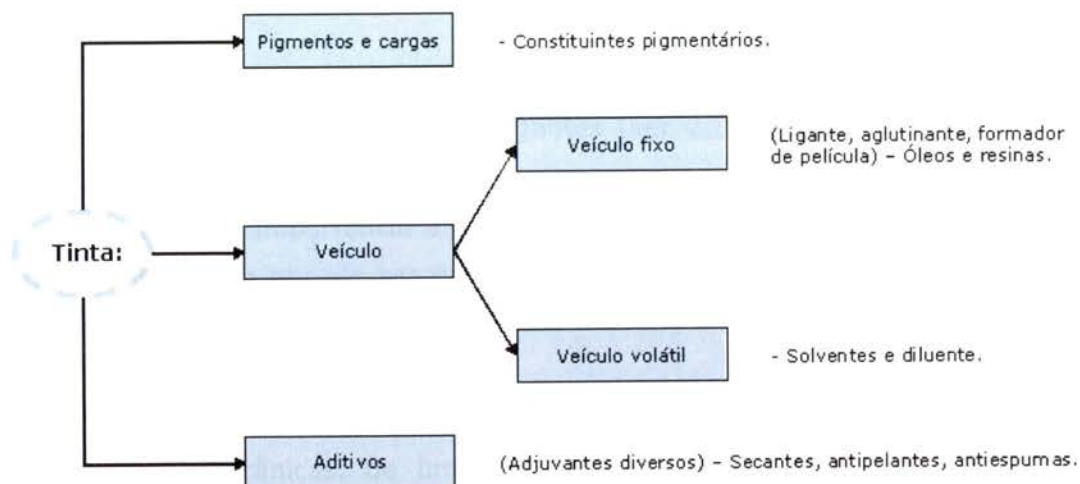 Pigmentos e cargas
- Constituintes pigmentários.
Veículo fixo
(Ligante, aglutinante, formador
de película) – Óleos e resinas.
Tinta:
Veículo
Veículo volátil
- Solventes e diluente.
Aditivos
(Adjuvantes diversos) – Secantes, antipelantes, antiespumas.